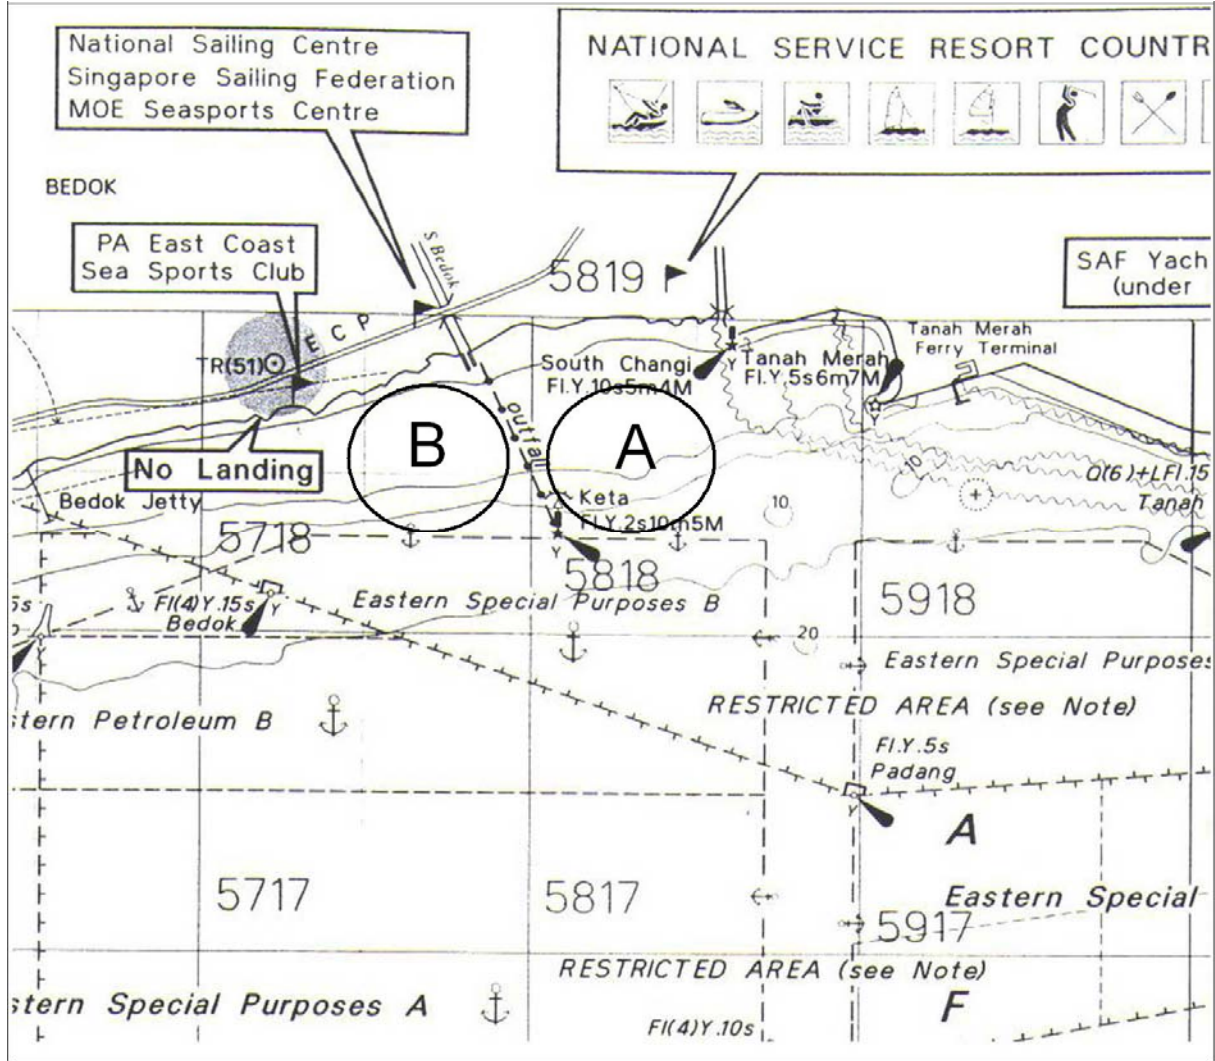 National Sailing Centre
Singapore Sailing Federation
MOE Seasports Centre
NATIONAL SERVICE RESORT COUNTR
BEDOK
PA East Coast
Sea Sports Club
S Bedok
5819
SAF Yach
(under
E C P
TR(51)
South Changi
Fl.Y.10s5m4M
Tanah Merah
Fl.Y.5s6m7M
Tanah Merah
Ferry Terminal
B
A
outfall
No Landing
Bedok Jetty
Keta
Fl.Y.2s10m5M
10
10
Q(6)+LFl.15
Tanah
Y
Y
5718
5818
5918
5s
Fl(4)Y.15s
Bedok
Y
Y
Eastern Special Purposes B
20
Eastern Special Purposes
stern Petroleum B
RESTRICTED AREA (see Note)
Fl.Y.5s
Padang
Y
A
5717
5817
Eastern Special
5917
RESTRICTED AREA (see Note)
stern Special Purposes A
F
Fl(4)Y.10s